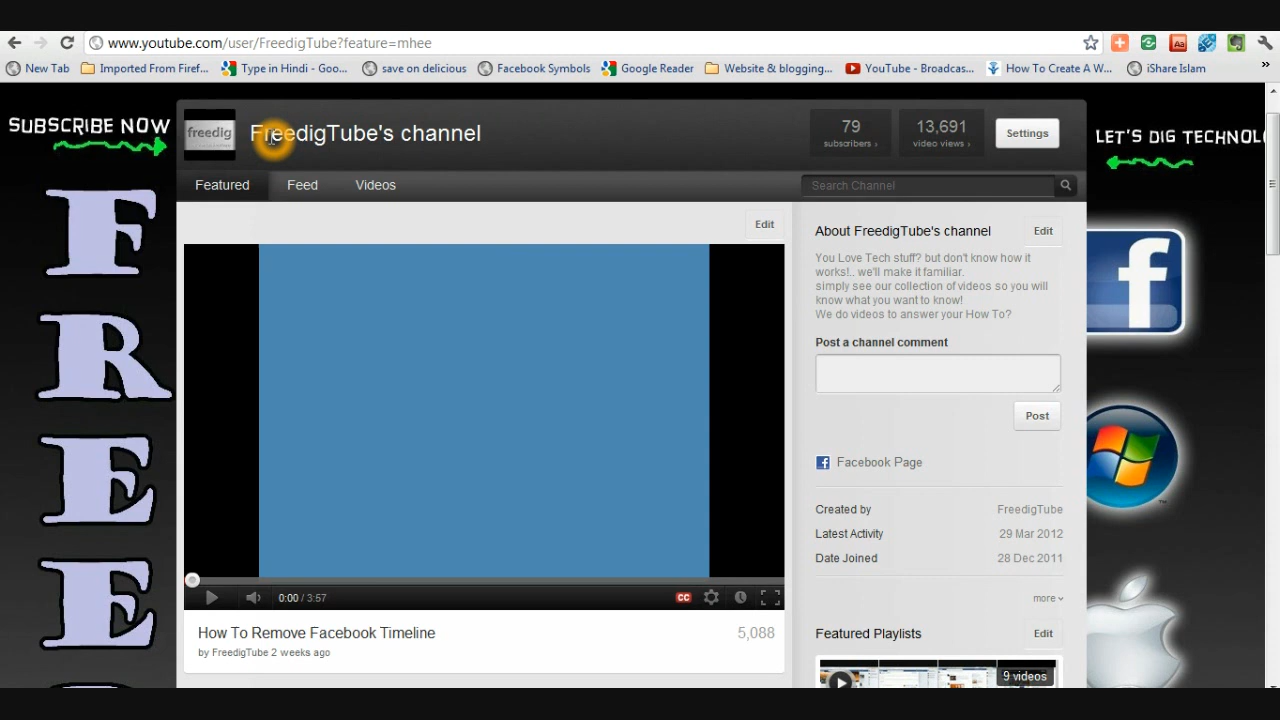 www.youtube.com/user/FreedigTube?feature=mhee
New Tab Imported From Firef... Type in Hindi - Goo... save on delicious Facebook Symbols Google Reader Website & blogging... YouTube - Broadcas... How To Create A W... iShare Islam »
SUBSCRIBE NOW
freedig
FreedigTube's channel
79
subscribers ›
13,691
video views ›
Settings
LET'S DIG TECHNOL
Featured Feed Videos
Search Channel
F
R
E
E
Edit
About FreedigTube's channel
Edit
You Love Tech stuff? but don't know how it
works!.. we'll make it familiar.
simply see our collection of videos so you will
know what you want to know!
We do videos to answer your How To?
Post a channel comment
Post
f Facebook Page
Created by FreedigTube
Latest Activity 29 Mar 2012
Date Joined 28 Dec 2011
more
Featured Playlists
Edit
9 videos
0:00 / 3:57
CC
How To Remove Facebook Timeline
5,088
by FreedigTube 2 weeks ago
f